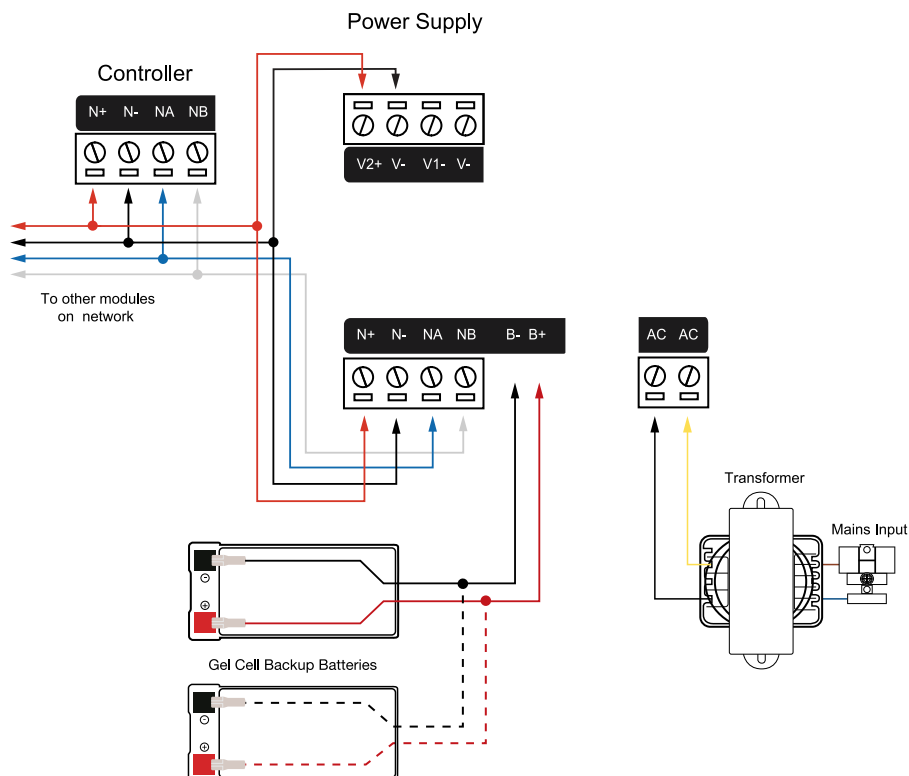 Power Supply
Controller
N+ N- NA NB
V2+ V- V1- V-
To other modules
on network
N+ N- NA NB B- B+
AC AC
Transformer
Mains Input
Gel Cell Backup Batteries